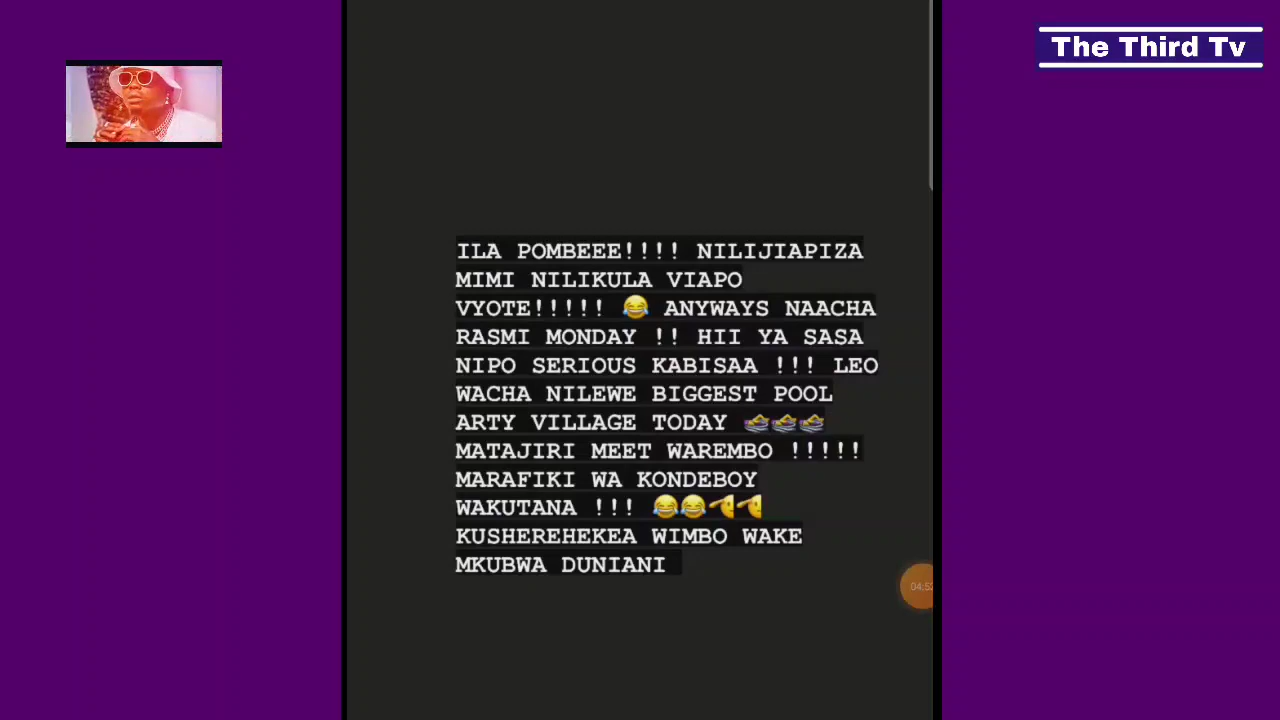 The Third Tv
ILA POMBEEE!!!! NILIJIAPIZA
MIMI NILIKULA VIAPO
VYOTE!!!!! 😂 ANYWAYS NAACHA
RASMI MONDAY !! HII YA SASA
NIPO SERIOUS KABISAA !!! LEO
WACHA NILEWE BIGGEST POOL
ARTY VILLAGE TODAY
MATAJIRI MEET WAREMBO !!!!!
MARAFIKI WA KONDEBOY
WAKUTANA !!! 😂😂🫡🫡
KUSHEREHEKEA WIMBO WAKE
MKUBWA DUNIANI